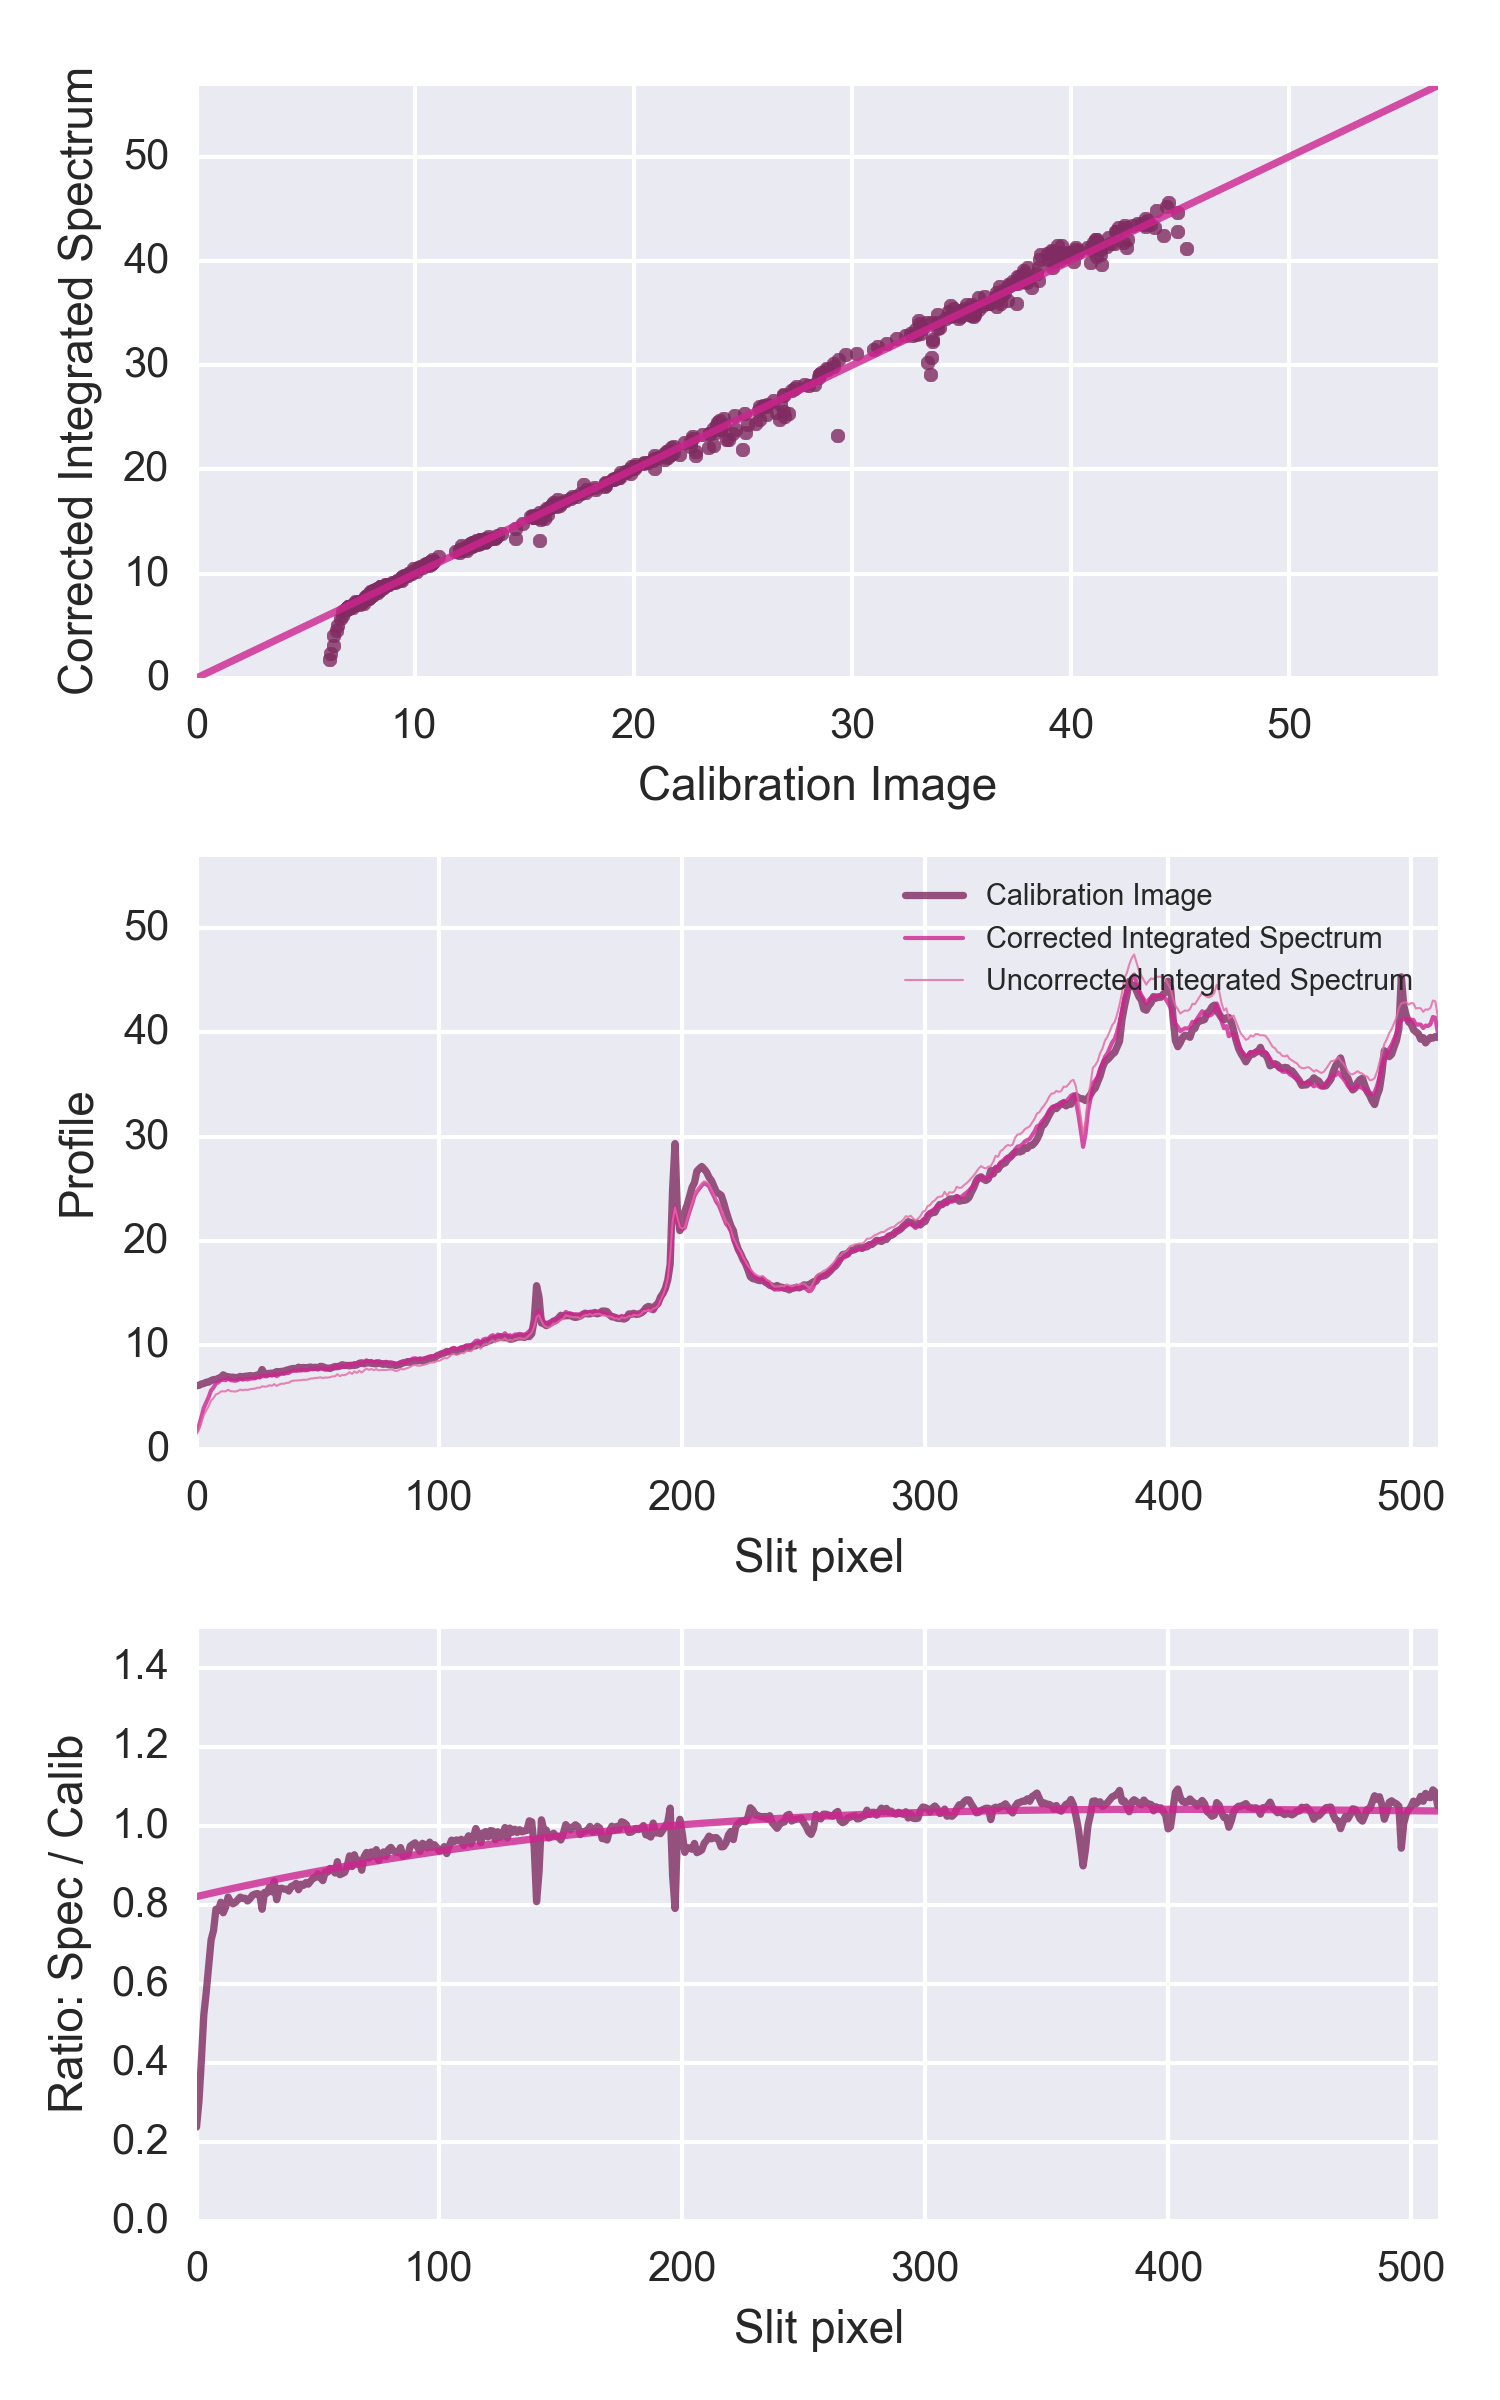 Corrected Integrated Spectrum
50
40
30
20
10
0
0 10 20 30 40 50
Calibration Image
Profile
50
40
30
20
10
0
Calibration Image
Corrected Integrated Spectrum
Uncorrected Integrated Spectrum
0 100 200 300 400 500
Slit pixel
Ratio: Spec / Calib
1.4
1.2
1.0
0.8
0.6
0.4
0.2
0.0
0 100 200 300 400 500
Slit pixel